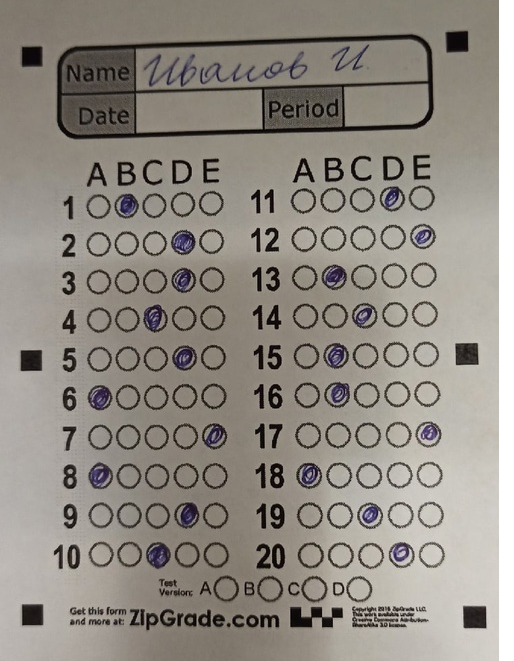 Name Иванов И.
Date Period
A B C D E A B C D E
1 11
2 12
3 13
4 14
5 15
6 16
7 17
8 18
9 19
10 20
Test Version: A B C D
Get this form and more at: ZipGrade.com
Copyright 2016 ZipGrade LLC.
This work available under
Creative Commons Attribution-
ShareAlike 3.0 license.